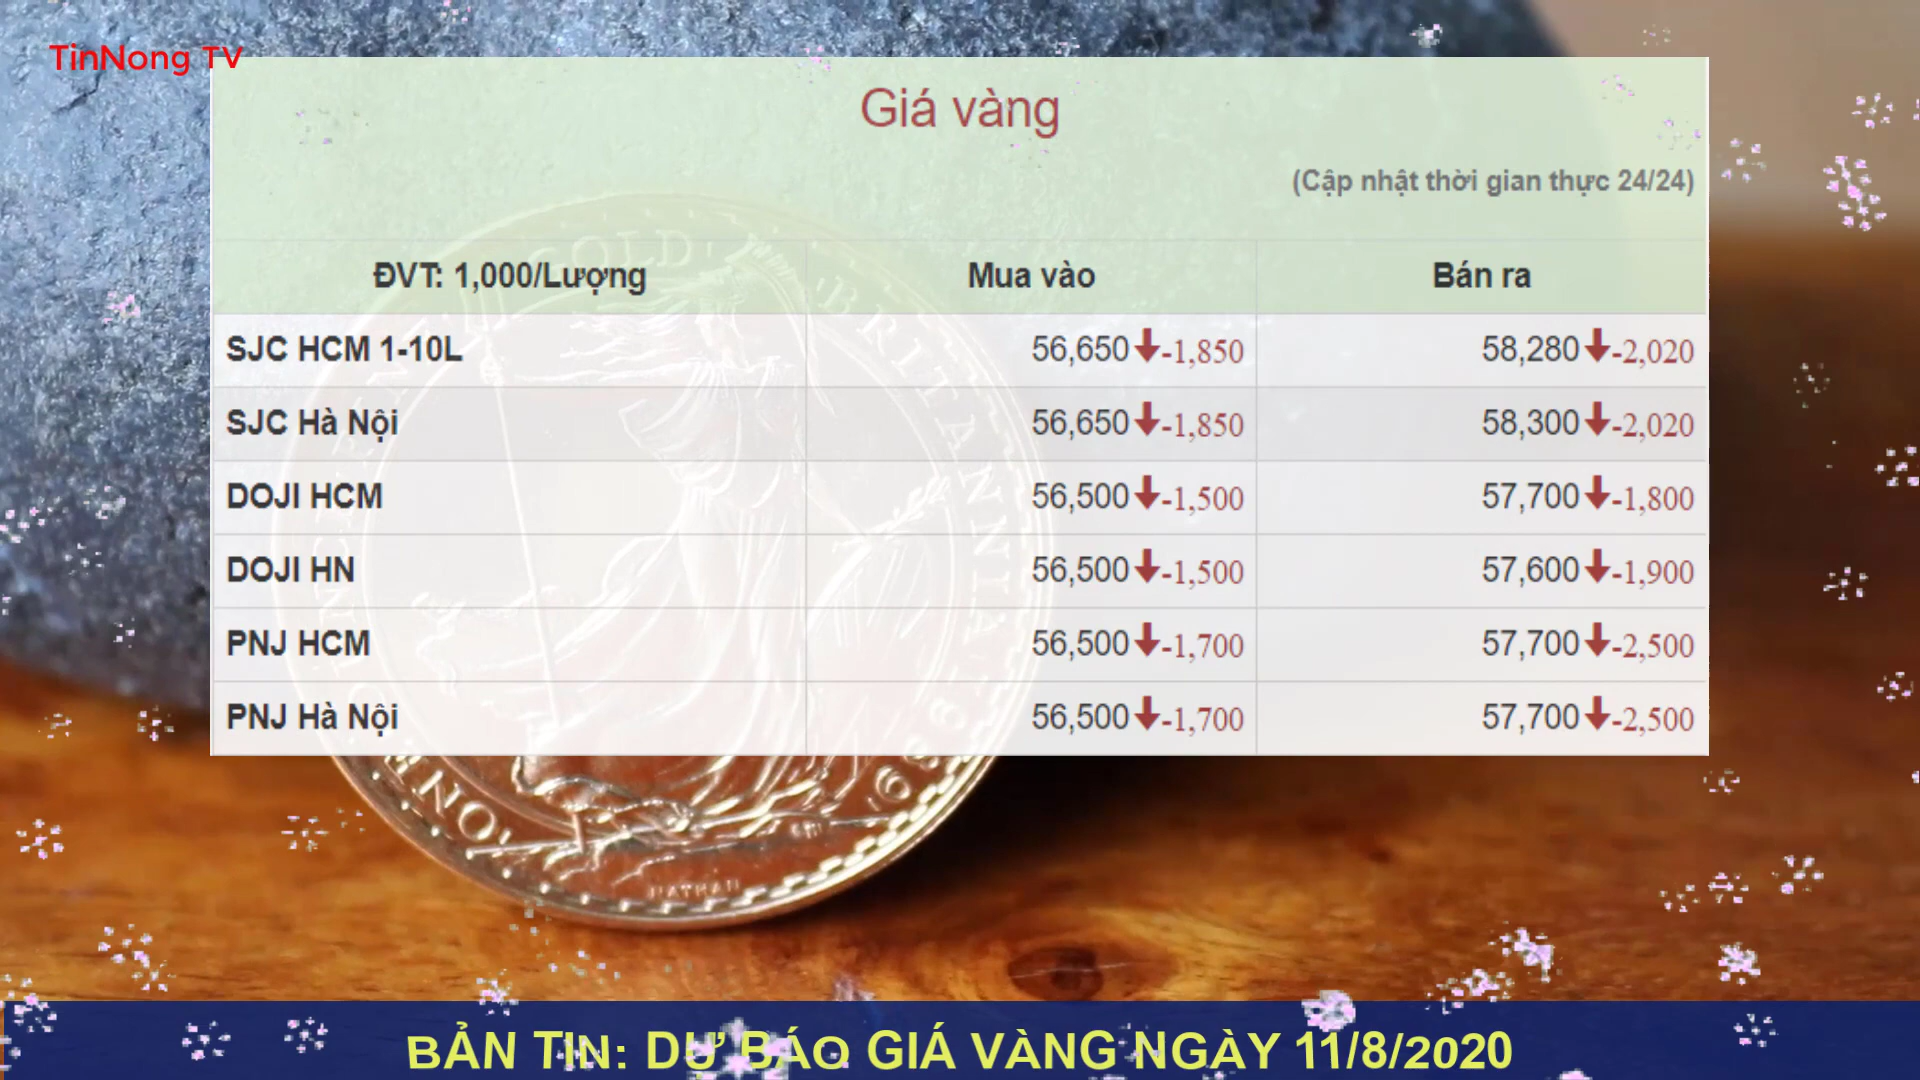 TinNong TV
Giá vàng
(Cập nhật thời gian thực 24/24)
ĐVT: 1,000/Lượng Mua vào Bán ra
SJC HCM 1-10L 56,650 -1,850 58,280 -2,020
SJC Hà Nội 56,650 -1,850 58,300 -2,020
DOJI HCM 56,500 -1,500 57,700 -1,800
DOJI HN 56,500 -1,500 57,600 -1,900
PNJ HCM 56,500 -1,700 57,700 -2,500
PNJ Hà Nội 56,500 -1,700 57,700 -2,500
GOLD BRITANNIA
NATHAN
BẢN TIN: DỰ BÁO GIÁ VÀNG NGÀY 11/8/2020